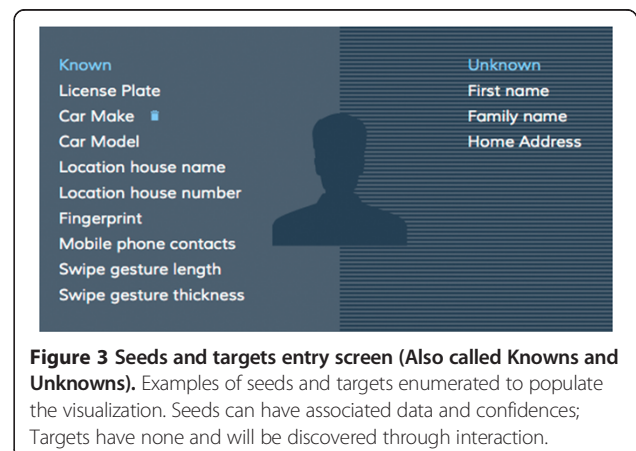 Known
License Plate
Car Make
Car Model
Location house name
Location house number
Fingerprint
Mobile phone contacts
Swipe gesture length
Swipe gesture thickness
Unknown
First name
Family name
Home Address
Figure 3 Seeds and targets entry screen (Also called Knowns and
Unknowns). Examples of seeds and targets enumerated to populate
the visualization. Seeds can have associated data and confidences;
Targets have none and will be discovered through interaction.